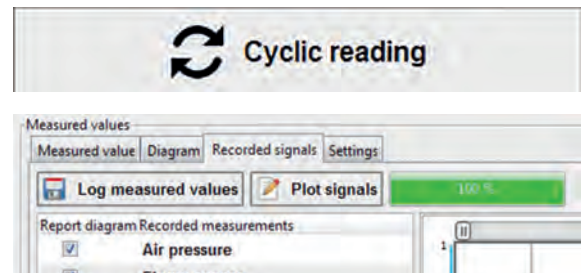 Cyclic reading
Measured values
Measured value Diagram Recorded signals Settings
Log measured values Plot signals 100 %
Report diagram Recorded measurements
Air pressure
1